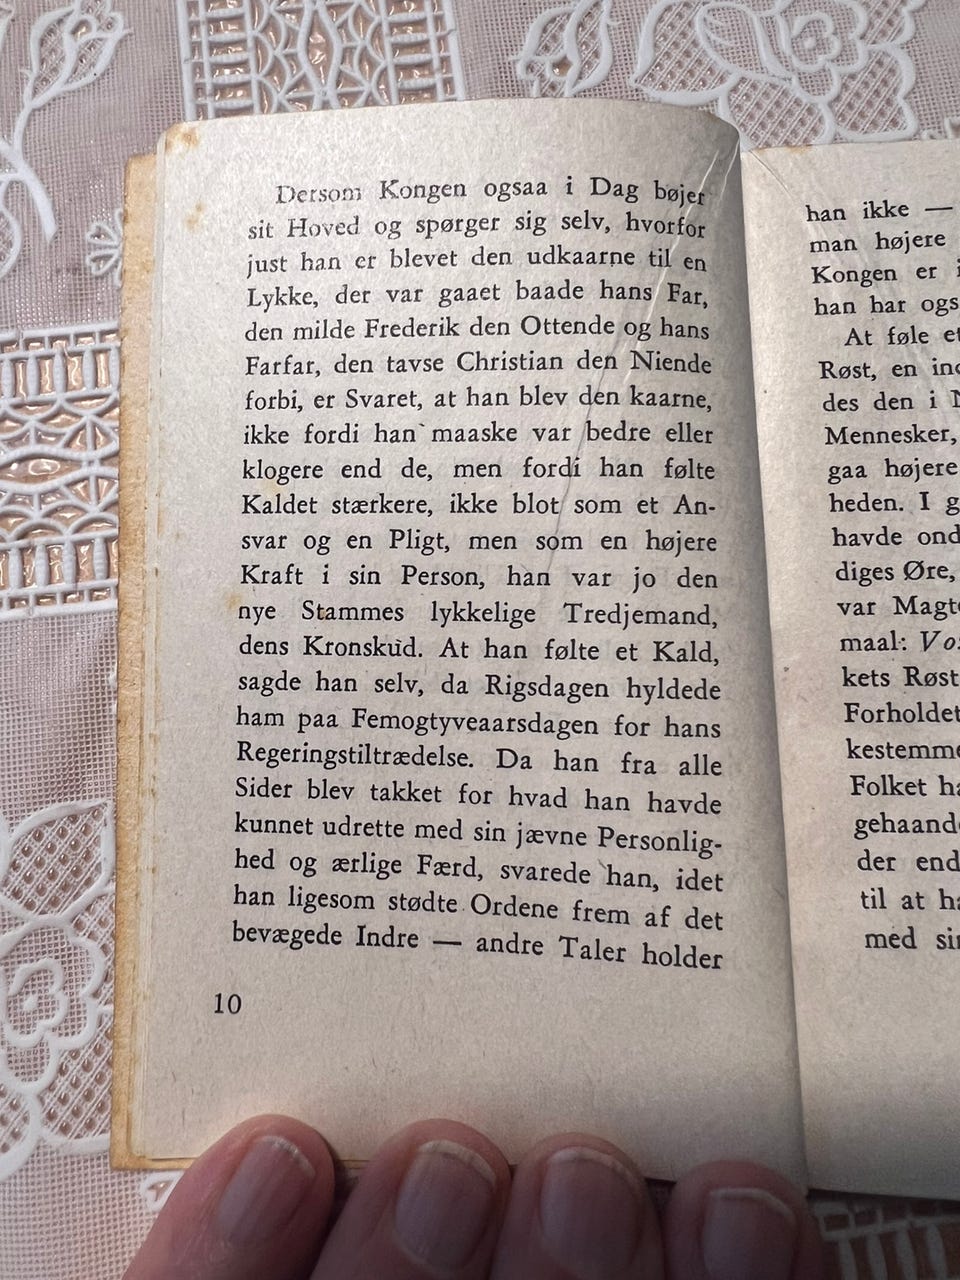 Dersom Kongen ogsaa i Dag bøjer
sit Hoved og spørger sig selv, hvorfor
just han er blevet den udkaarne til en
Lykke, der var gaaet baade hans Far,
den milde Frederik den Ottende og hans
Farfar, den tavse Christian den Niende
forbi, er Svaret, at han blev den kaarne,
ikke fordi han maaske var bedre eller
klogere end de, men fordi han følte
Kaldet stærkere, ikke blot som et An-
svar og en Pligt, men som en højere
Kraft i sin Person, han var jo den
nye Stammes lykkelige Tredjemand,
dens Kronskud. At han følte et Kald,
sagde han selv, da Rigsdagen hyldede
ham paa Femogtyveaarsdagen for hans
Regeringstiltrædelse. Da han fra alle
Sider blev takket for hvad han havde
kunnet udrette med sin jævne Personlig-
hed og ærlige Færd, svarede han, idet
han ligesom stødte Ordene frem af det
bevægede Indre — andre Taler holder
10
han ikke —
man højere
Kongen er
han har
At føle
Røst, en
des den i
Mennesker,
gaa højere
heden. I
havde
diges Øre,
var
maal:
kets Røst
Forholdet
Folket
der
til at
med